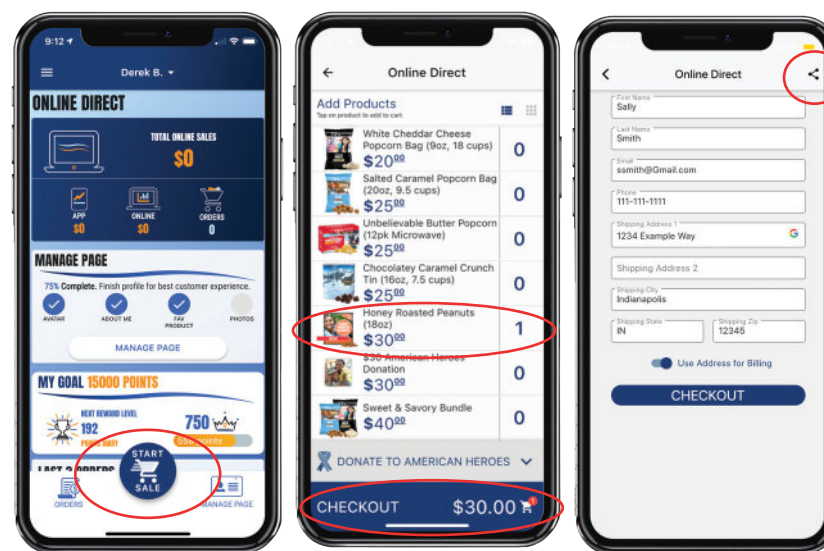 9:12
Derek B.
ONLINE DIRECT
TOTAL ONLINE SALES
$0
APP
$0
ONLINE
$0
ORDERS
0
MANAGE PAGE
75% Complete. Finish profile for best customer experience.
AVATAR
ABOUT ME
FAV
PRODUCT
PHOTOS
MANAGE PAGE
MY GOAL 15000 POINTS
NEXT REWARD LEVEL
192
POINTS AWAY
750
558 points
LAST 3 ORDERS
START
SALE
ORDERS
MANAGE PAGE
Online Direct
Add Products
Tap on product to add to cart
White Cheddar Cheese
Popcorn Bag (9oz, 18 cups)
$20.00
0
Salted Caramel Popcorn Bag
(20oz, 9.5 cups)
$25.00
0
Unbelievable Butter Popcorn
(12pk Microwave)
$25.00
0
Chocolatey Caramel Crunch
Tin (16oz, 7.5 cups)
$25.00
0
Honey Roasted Peanuts
(18oz)
$30.00
1
$30 American Heroes
Donation
$30.00
0
Sweet & Savory Bundle
$40.00
0
DONATE TO AMERICAN HEROES
CHECKOUT $30.00
1
Online Direct
First Name
Sally
Last Name
Smith
Email
ssmith@Gmail.com
Phone
111-111-1111
Shipping Address 1
1234 Example Way
Shipping Address 2
Shipping City
Indianapolis
Shipping State
IN
Shipping Zip
12345
Use Address for Billing
CHECKOUT